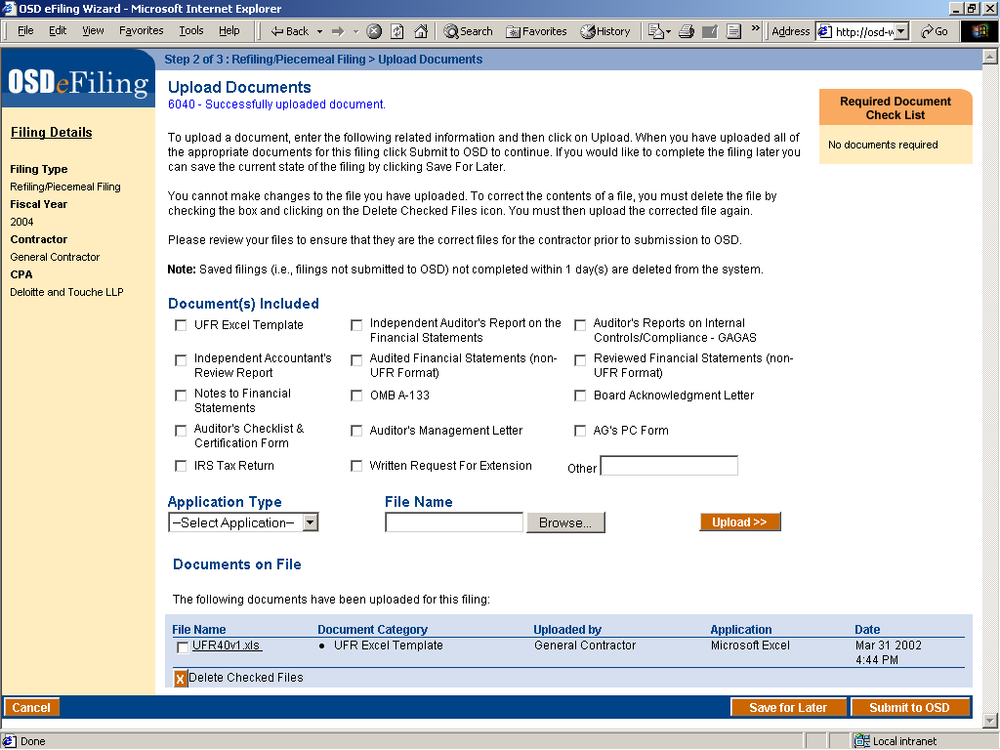 OSD eFiling Wizard - Microsoft Internet Explorer
File Edit View Favorites Tools Help Back Search Favorites History » Address http://osd-w Go
OSDeFiling
Step 2 of 3 : Refiling/Piecemeal Filing > Upload Documents
Upload Documents
6040 - Successfully uploaded document.
To upload a document, enter the following related information and then click on Upload. When you have uploaded all of
the appropriate documents for this filing click Submit to OSD to continue. If you would like to complete the filing later you
can save the current state of the filing by clicking Save For Later.
You cannot make changes to the file you have uploaded. To correct the contents of a file, you must delete the file by
checking the box and clicking on the Delete Checked Files icon. You must then upload the corrected file again.
Please review your files to ensure that they are the correct files for the contractor prior to submission to OSD.
Note: Saved filings (i.e., filings not submitted to OSD) not completed within 1 day(s) are deleted from the system.
Required Document
Check List
No documents required
Filing Details
Filing Type
Refiling/Piecemeal Filing
Fiscal Year
2004
Contractor
General Contractor
CPA
Deloitte and Touche LLP
Document(s) Included
UFR Excel Template
Independent Auditor's Report on the
Financial Statements
Auditor's Reports on Internal
Controls/Compliance - GAGAS
Independent Accountant's
Review Report
Audited Financial Statements (non-
UFR Format)
Reviewed Financial Statements (non-
UFR Format)
Notes to Financial
Statements
OMB A-133
Board Acknowledgment Letter
Auditor's Checklist &
Certification Form
Auditor's Management Letter
AG's PC Form
IRS Tax Return
Written Request For Extension
Other
Application Type
--Select Application--
File Name
Browse...
Upload >>
Documents on File
The following documents have been uploaded for this filing:
File Name Document Category Uploaded by Application Date
UFR40v1.xls • UFR Excel Template General Contractor Microsoft Excel Mar 31 2002
4:44 PM
x Delete Checked Files
Cancel Save for Later Submit to OSD
Done Local intranet